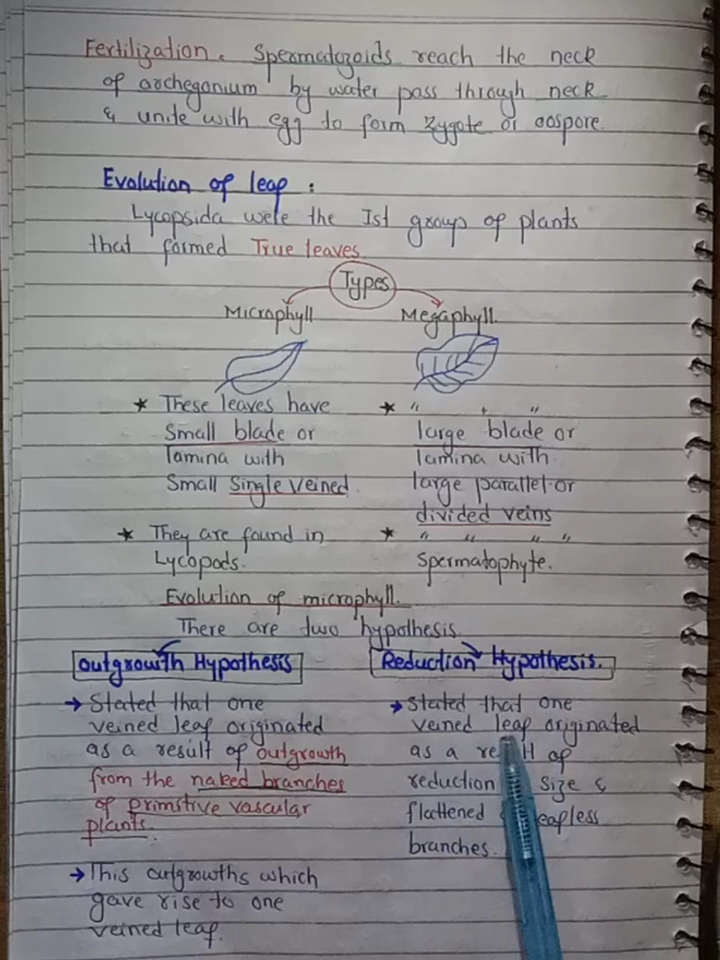 Fertilization. Spermatozoids reach the neck
of archegonium by water pass through neck
& unite with egg to form zygote or oospore.
Evolution of leaf :
Lycopsida were the Ist group of plants
that formed True leaves.
Types
Microphyll
Megaphyll.
* These leaves have
Small blade or
lamina with
Small Single veined.
* They are found in
Lycopods.
* " " "
large blade or
lamina with
large parallel or
divided veins
* " " " "
Spermatophyte.
Evolution of microphyll.
There are two hypothesis.
Outgrowth Hypothesis
→ Stated that one
veined leaf originated
as a result of outgrowth
from the naked branches
of primitive vascular
plants.
→ This outgrowths which
gave rise to one
veined leaf.
Reduction Hypothesis.
→ Stated that one
veined leaf originated
as a of
reduction size &
flattened leafless
branches.